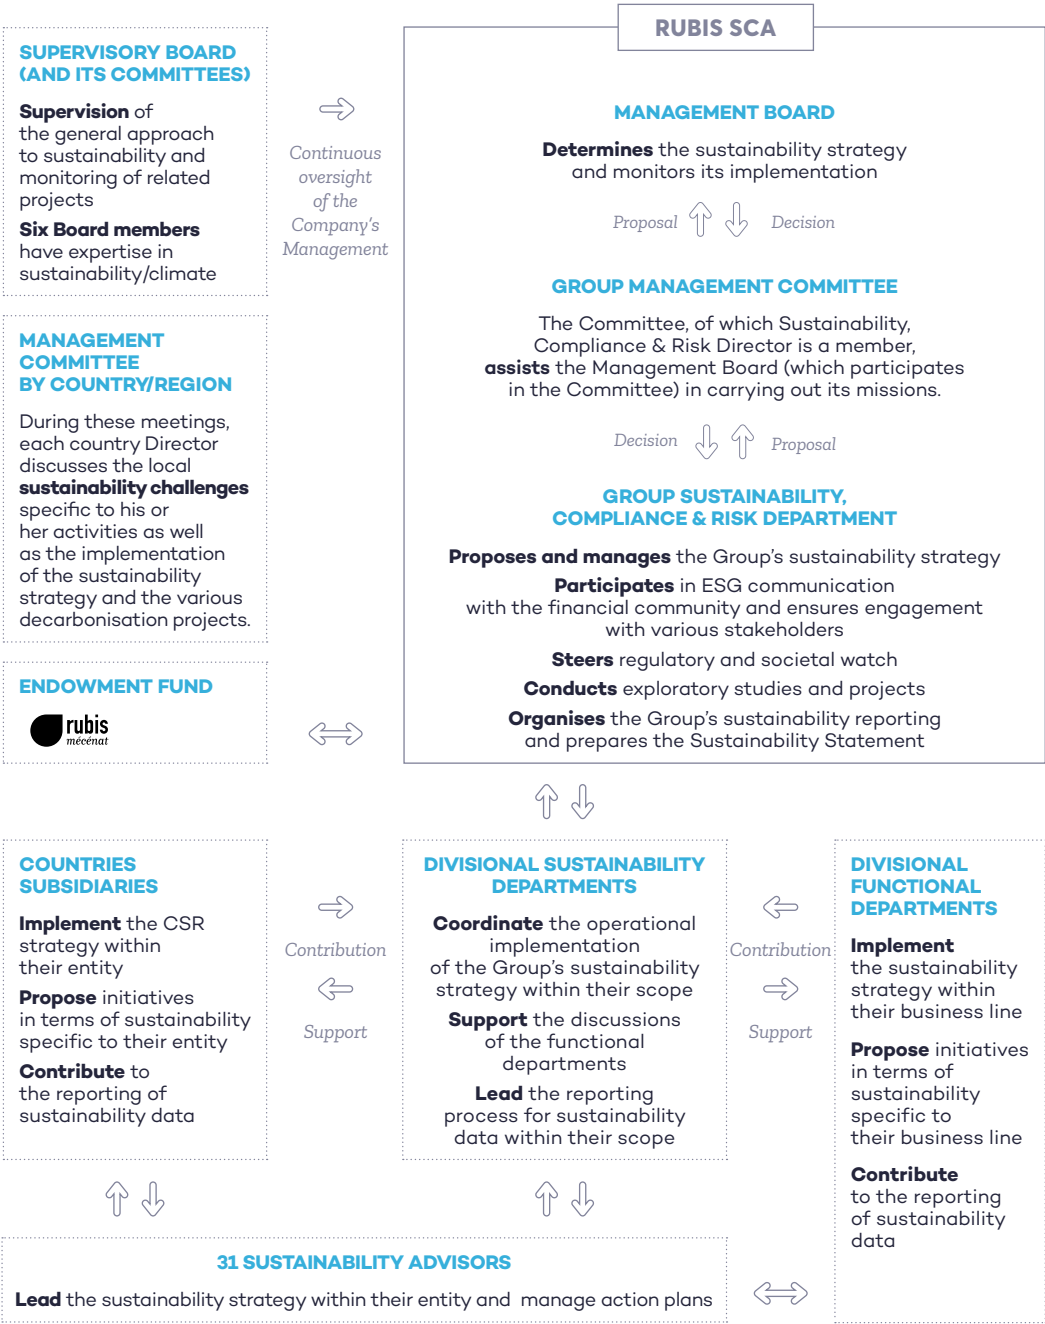 RUBIS SCA
SUPERVISORY BOARD
(AND ITS COMMITTEES)
Supervision of
the general approach
to sustainability and
monitoring of related
projects
Six Board members
have expertise in
sustainability/climate
Continuous
oversight
of the
Company's
Management
MANAGEMENT BOARD
Determines the sustainability strategy
and monitors its implementation
Proposal
Decision
GROUP MANAGEMENT COMMITTEE
The Committee, of which Sustainability,
Compliance & Risk Director is a member,
assists the Management Board (which participates
in the Committee) in carrying out its missions.
Decision
Proposal
GROUP SUSTAINABILITY,
COMPLIANCE & RISK DEPARTMENT
Proposes and manages the Group's sustainability strategy
Participates in ESG communication
with the financial community and ensures engagement
with various stakeholders
Steers regulatory and societal watch
Conducts exploratory studies and projects
Organises the Group's sustainability reporting
and prepares the Sustainability Statement
MANAGEMENT
COMMITTEE
BY COUNTRY/REGION
During these meetings,
each country Director
discusses the local
sustainability challenges
specific to his or
her activities as well
as the implementation
of the sustainability
strategy and the various
decarbonisation projects.
ENDOWMENT FUND
rubis
mécénat
COUNTRIES
SUBSIDIARIES
Implement the CSR
strategy within
their entity
Propose initiatives
in terms of sustainability
specific to their entity
Contribute to
the reporting of
sustainability data
Contribution
Support
DIVISIONAL SUSTAINABILITY
DEPARTMENTS
Coordinate the operational
implementation
of the Group's sustainability
strategy within their scope
Support the discussions
of the functional
departments
Lead the reporting
process for sustainability
data within their scope
Contribution
Support
DIVISIONAL
FUNCTIONAL
DEPARTMENTS
Implement
the sustainability
strategy within
their business line
Propose initiatives
in terms of
sustainability
specific to
their business line
Contribute
to the reporting
of sustainability
data
31 SUSTAINABILITY ADVISORS
Lead the sustainability strategy within their entity and manage action plans